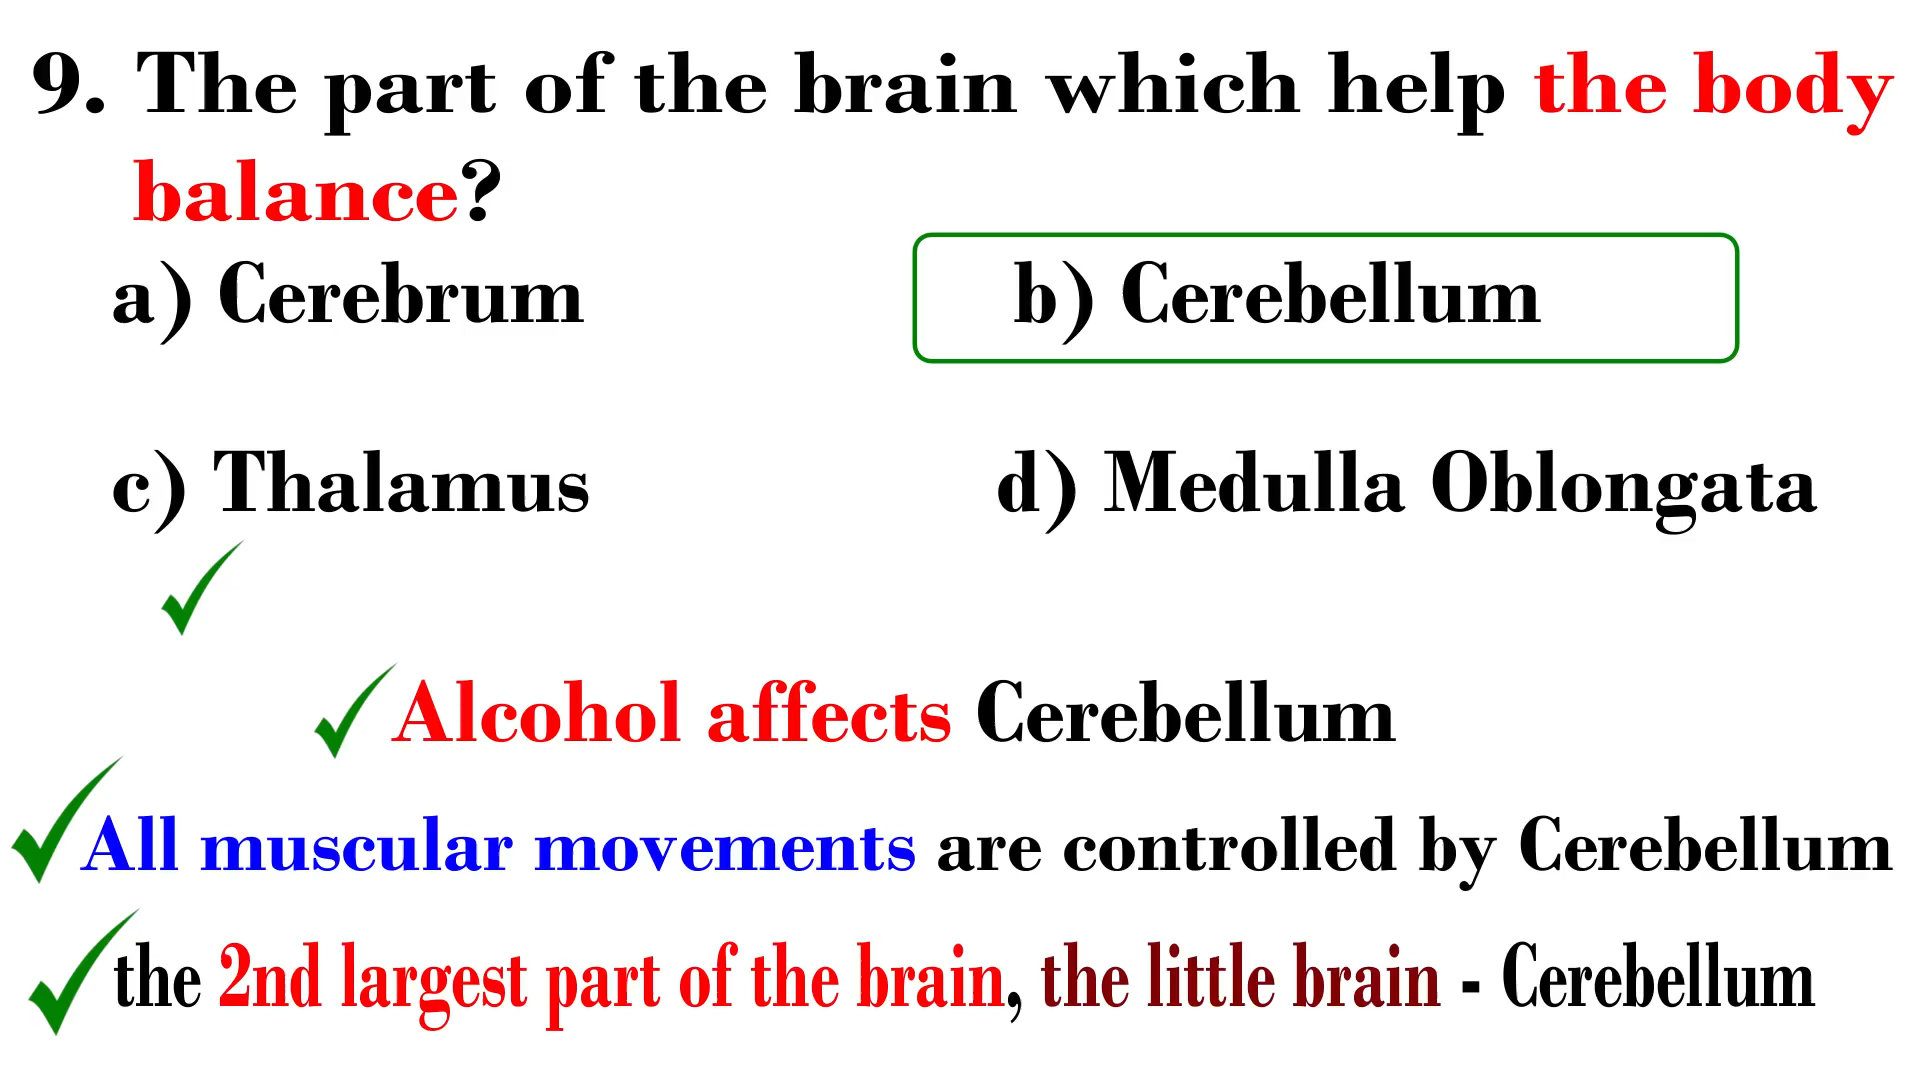 9. The part of the brain which help the body
balance?
a) Cerebrum
b) Cerebellum
c) Thalamus
d) Medulla Oblongata
Alcohol affects Cerebellum
All muscular movements are controlled by Cerebellum
the 2nd largest part of the brain, the little brain - Cerebellum